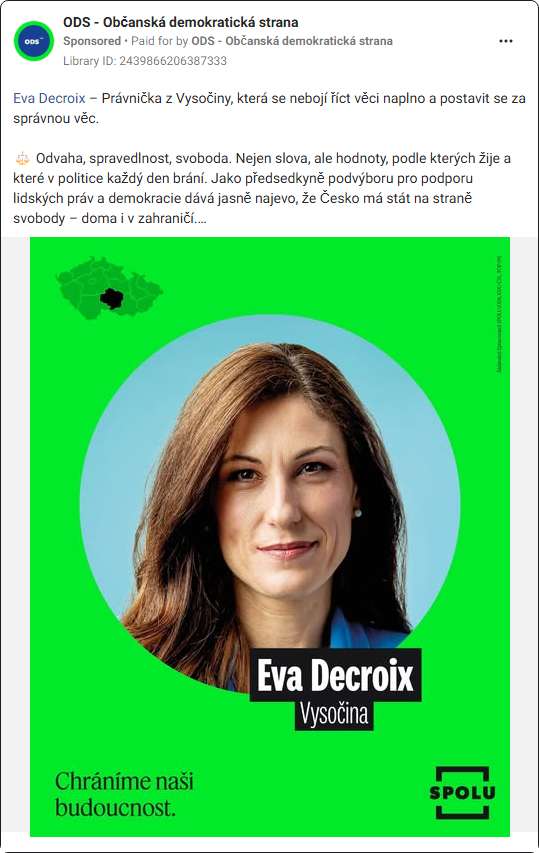 ODS - Občanská demokratická strana
Sponsored • Paid for by ODS - Občanská demokratická strana
Library ID: 2439866206387333
Eva Decroix – Právnička z Vysočiny, která se nebojí říct věci naplno a postavit se za
správnou věc.
⚖️ Odvaha, spravedlnost, svoboda. Nejen slova, ale hodnoty, podle kterých žije a
které v politice každý den brání. Jako předsedkyně podvýboru pro podporu
lidských práv a demokracie dává jasně najevo, že Česko má stát na straně
svobody – doma i v zahraničí....
ODS
Eva Decroix
Vysočina
Chráníme naši
budoucnost.
SPOLU